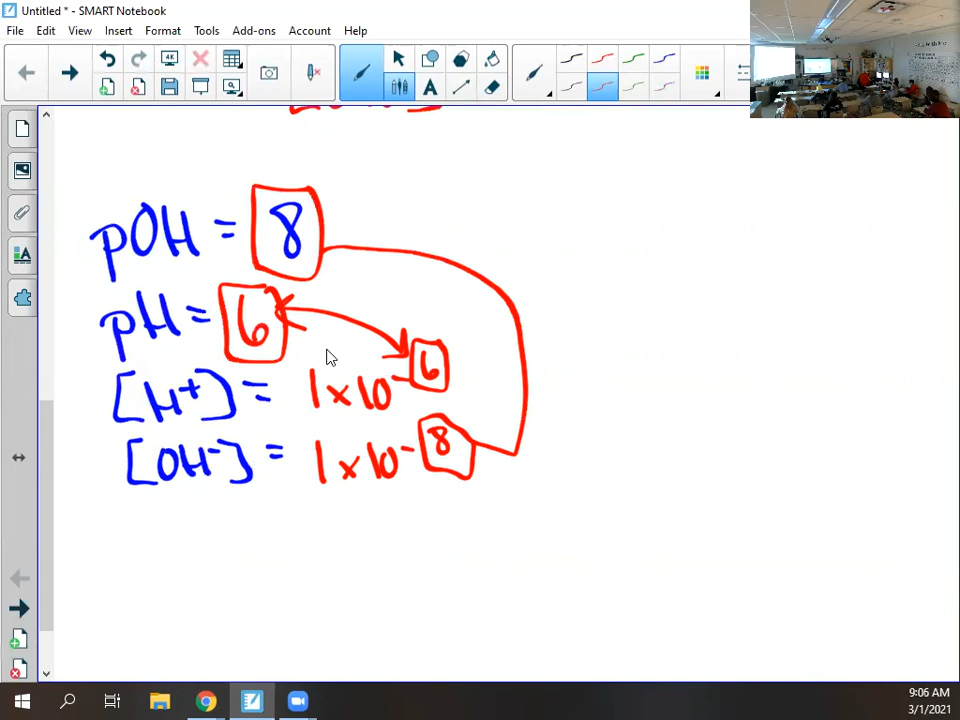 Untitled * - SMART Notebook
File Edit View Insert Format Tools Add-ons Account Help
pOH = 8
pH = 6
[H+] = 1 x 10-6
[OH-] = 1 x 10-8
9:06 AM
3/1/2021